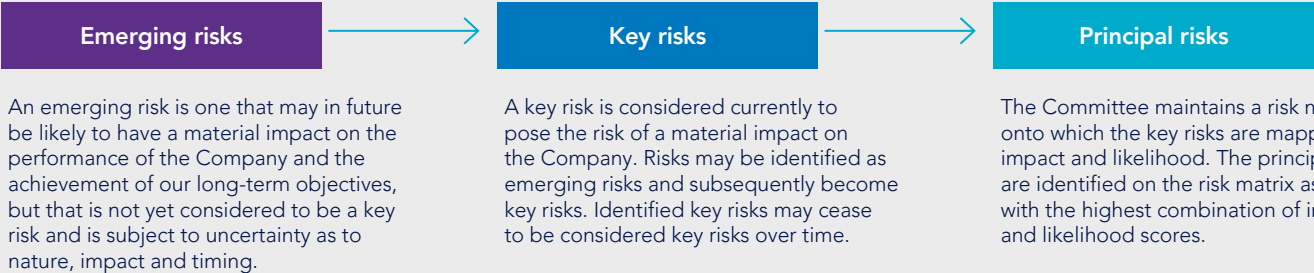 Emerging risks
An emerging risk is one that may in future
be likely to have a material impact on the
performance of the Company and the
achievement of our long-term objectives,
but that is not yet considered to be a key
risk and is subject to uncertainty as to
nature, impact and timing.
Key risks
A key risk is considered currently to
pose the risk of a material impact on
the Company. Risks may be identified as
emerging risks and subsequently become
key risks. Identified key risks may cease
to be considered key risks over time.
Principal risks
The Committee maintains a risk
onto which the key risks are
impact and likelihood. The
are identified on the risk matrix
with the highest combination of
and likelihood scores.